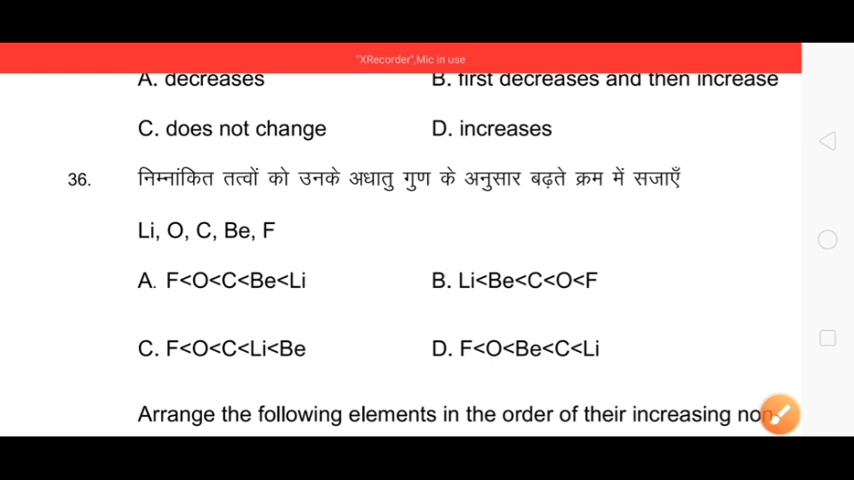 "XRecorder",Mic in use
A. decreases B. first decreases and then increase
C. does not change D. increases
36. निम्नांकित तत्वों को उनके अधातु गुण के अनुसार बढ़ते क्रम में सजाएँ
Li, O, C, Be, F
A. F<O<C<Be<Li B. Li<Be<C<O<F
C. F<O<C<Li<Be D. F<O<Be<C<Li
Arrange the following elements in the order of their increasing non-